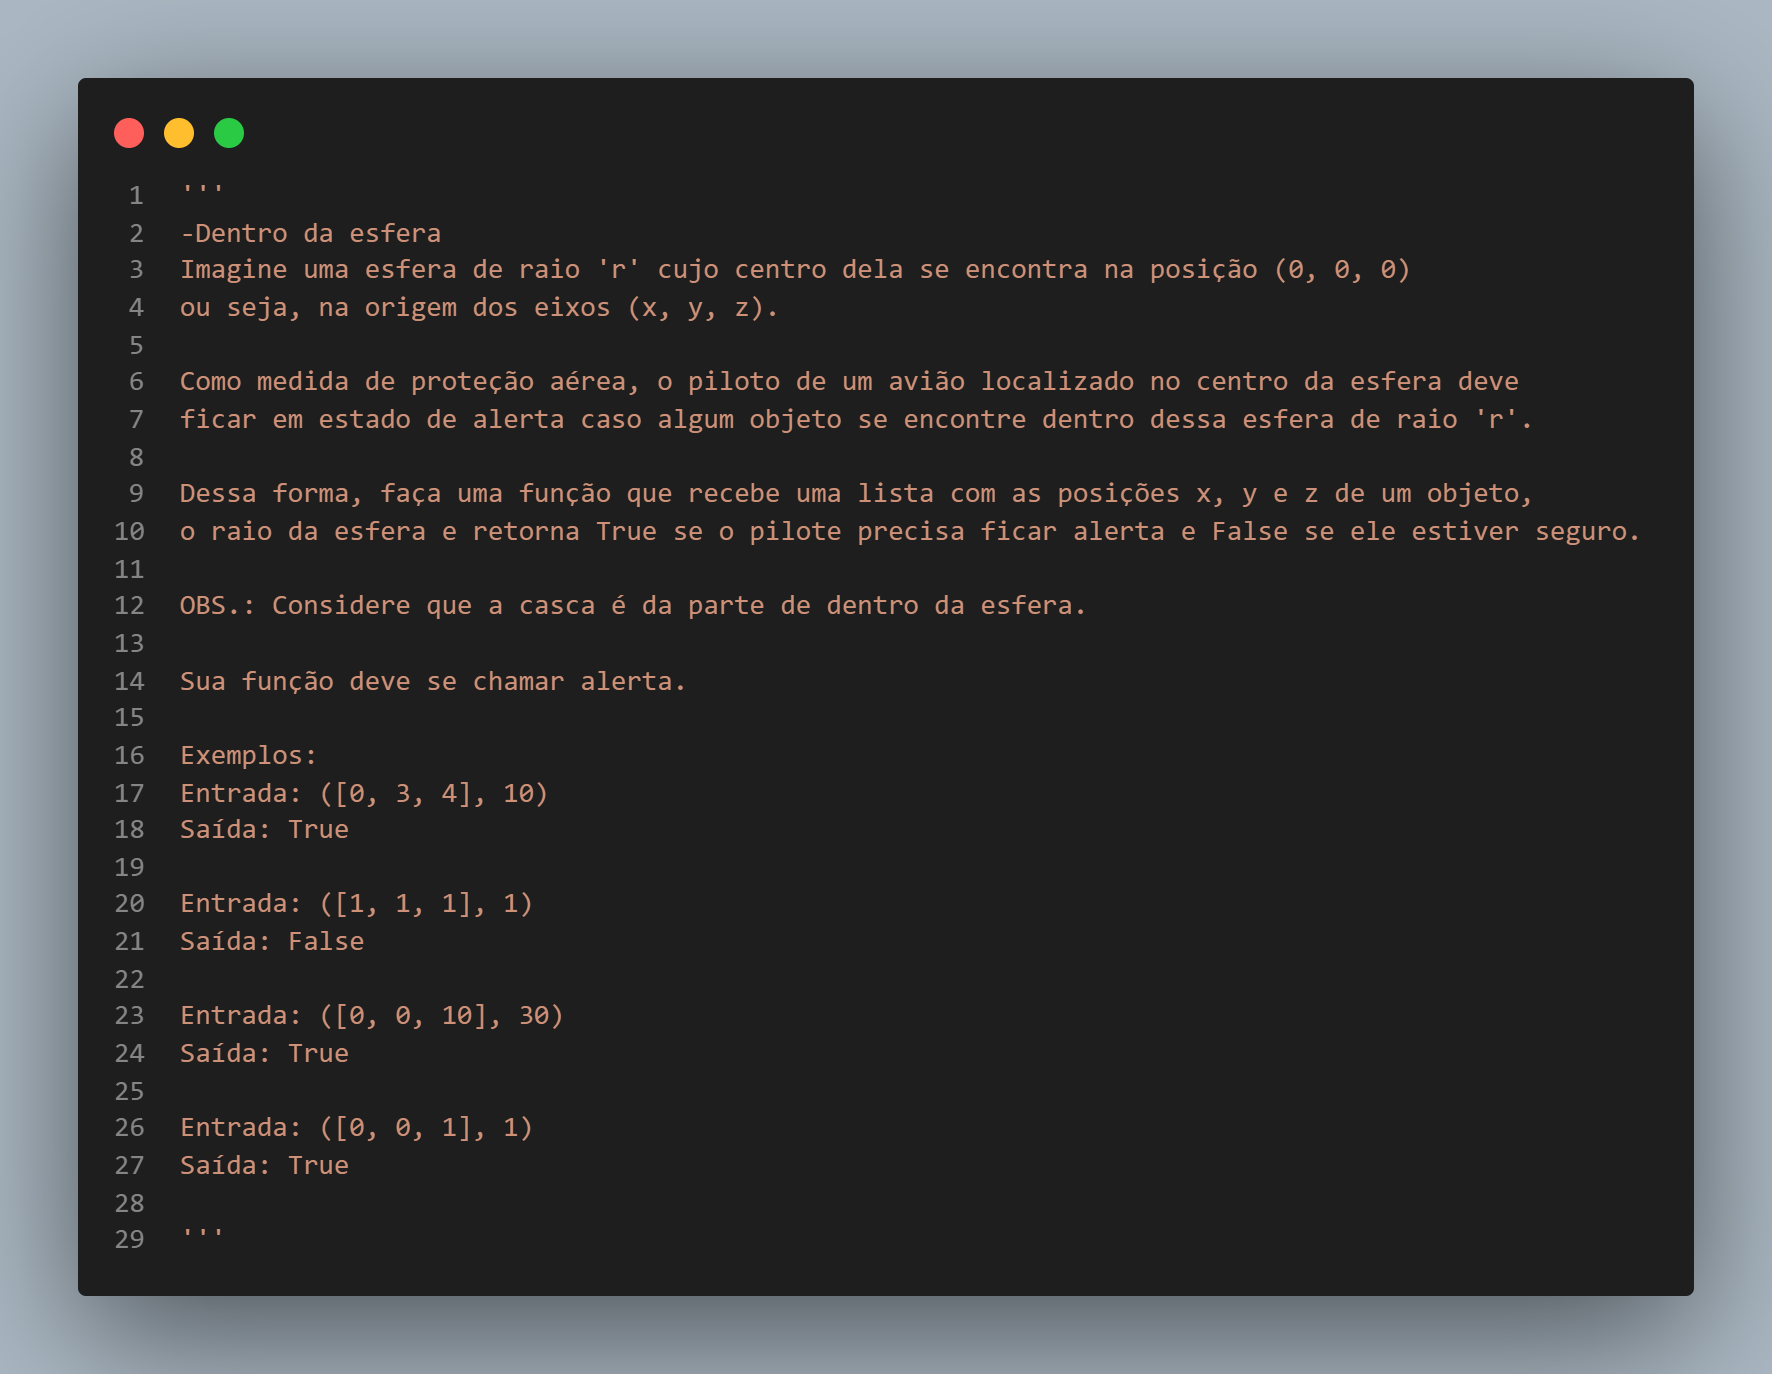 1 '''
2 -Dentro da esfera
3 Imagine uma esfera de raio 'r' cujo centro dela se encontra na posição (0, 0, 0)
4 ou seja, na origem dos eixos (x, y, z).
5
6 Como medida de proteção aérea, o piloto de um avião localizado no centro da esfera deve
7 ficar em estado de alerta caso algum objeto se encontre dentro dessa esfera de raio 'r'.
8
9 Dessa forma, faça uma função que recebe uma lista com as posições x, y e z de um objeto,
10 o raio da esfera e retorna True se o pilote precisa ficar alerta e False se ele estiver seguro.
11
12 OBS.: Considere que a casca é da parte de dentro da esfera.
13
14 Sua função deve se chamar alerta.
15
16 Exemplos:
17 Entrada: ([0, 3, 4], 10)
18 Saída: True
19
20 Entrada: ([1, 1, 1], 1)
21 Saída: False
22
23 Entrada: ([0, 0, 10], 30)
24 Saída: True
25
26 Entrada: ([0, 0, 1], 1)
27 Saída: True
28
29 '''